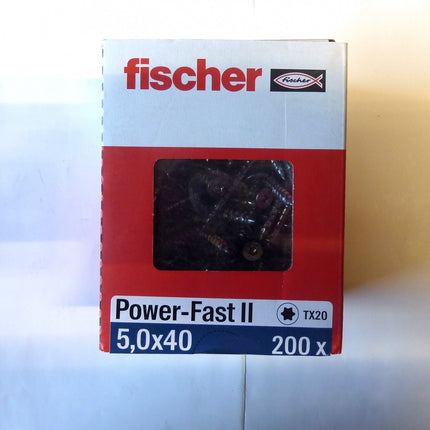 fischer
fischer
Power-Fast II
TX20
5,0x40
200 x